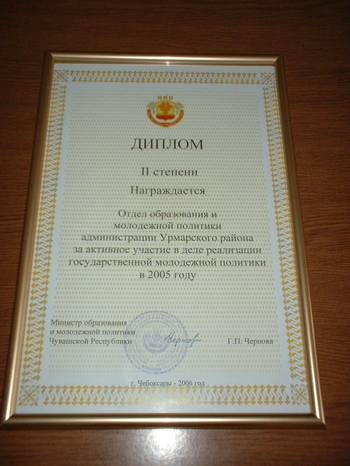 ДИПЛОМ
II степени
Награждается
Отдел образования и
молодежной политики
администрации Урмарского района
за активное участие в деле реализации
государственной молодежной политики
в 2005 году
Министр образования
и молодежной политики
Чувашской Республики
Г.П. Чернова
г. Чебоксары - 2006 год